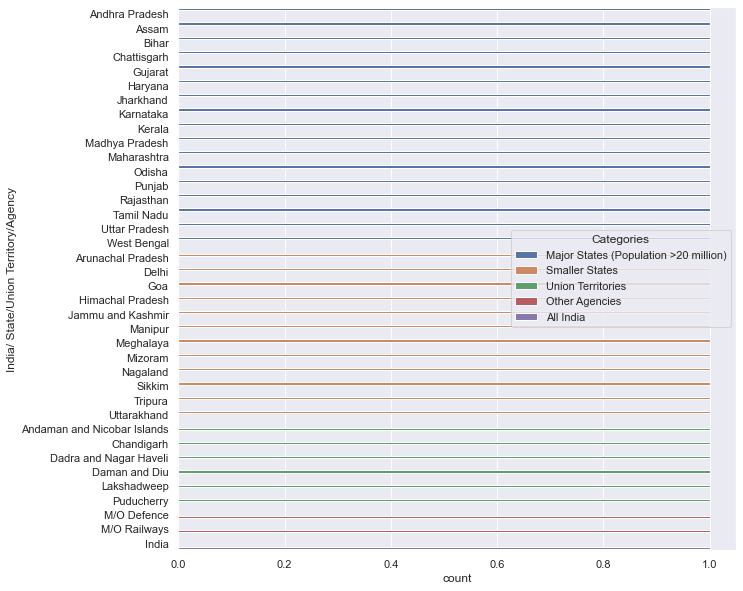 India/ State/Union Territory/Agency
Andhra Pradesh
Assam
Bihar
Chattisgarh
Gujarat
Haryana
Jharkhand
Karnataka
Kerala
Madhya Pradesh
Maharashtra
Odisha
Punjab
Rajasthan
Tamil Nadu
Uttar Pradesh
West Bengal
Arunachal Pradesh
Delhi
Goa
Himachal Pradesh
Jammu and Kashmir
Manipur
Meghalaya
Mizoram
Nagaland
Sikkim
Tripura
Uttarakhand
Andaman and Nicobar Islands
Chandigarh
Dadra and Nagar Haveli
Daman and Diu
Lakshadweep
Puducherry
M/O Defence
M/O Railways
India
Categories
Major States (Population >20 million)
Smaller States
Union Territories
Other Agencies
All India
0.0 0.2 0.4 0.6 0.8 1.0
count